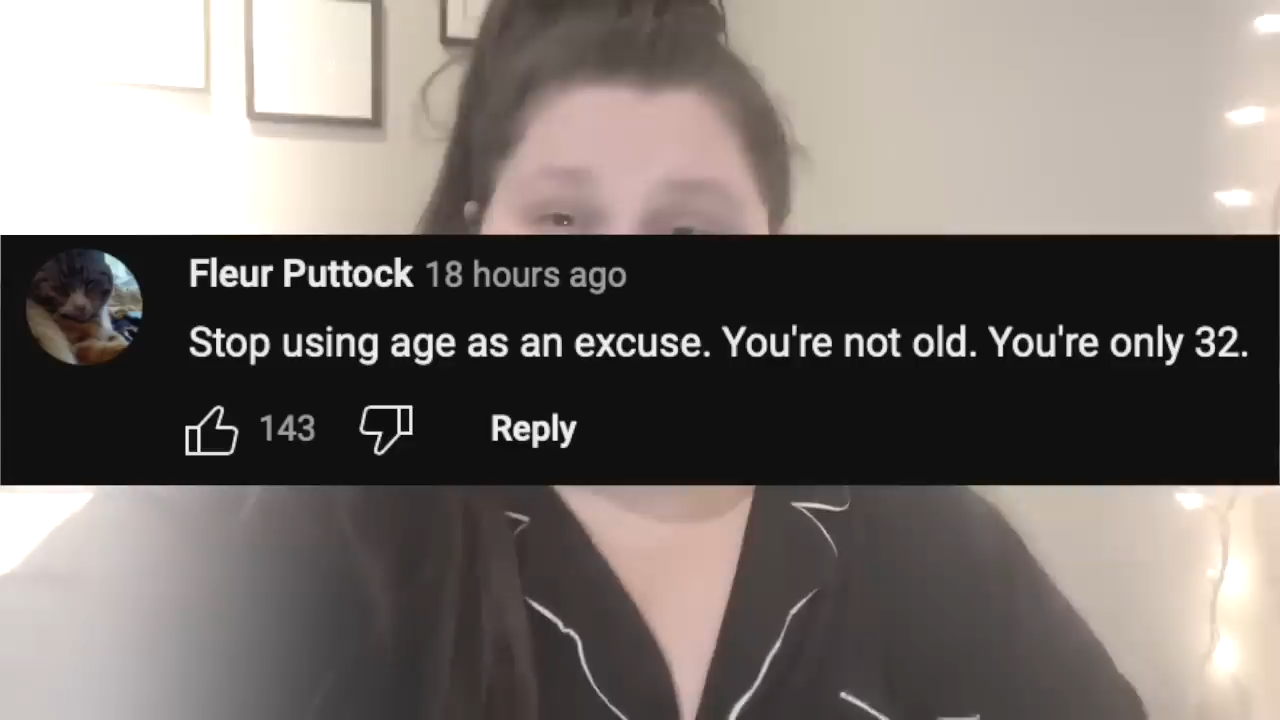 Fleur Puttock 18 hours ago
Stop using age as an excuse. You're not old. You're only 32.
143 Reply